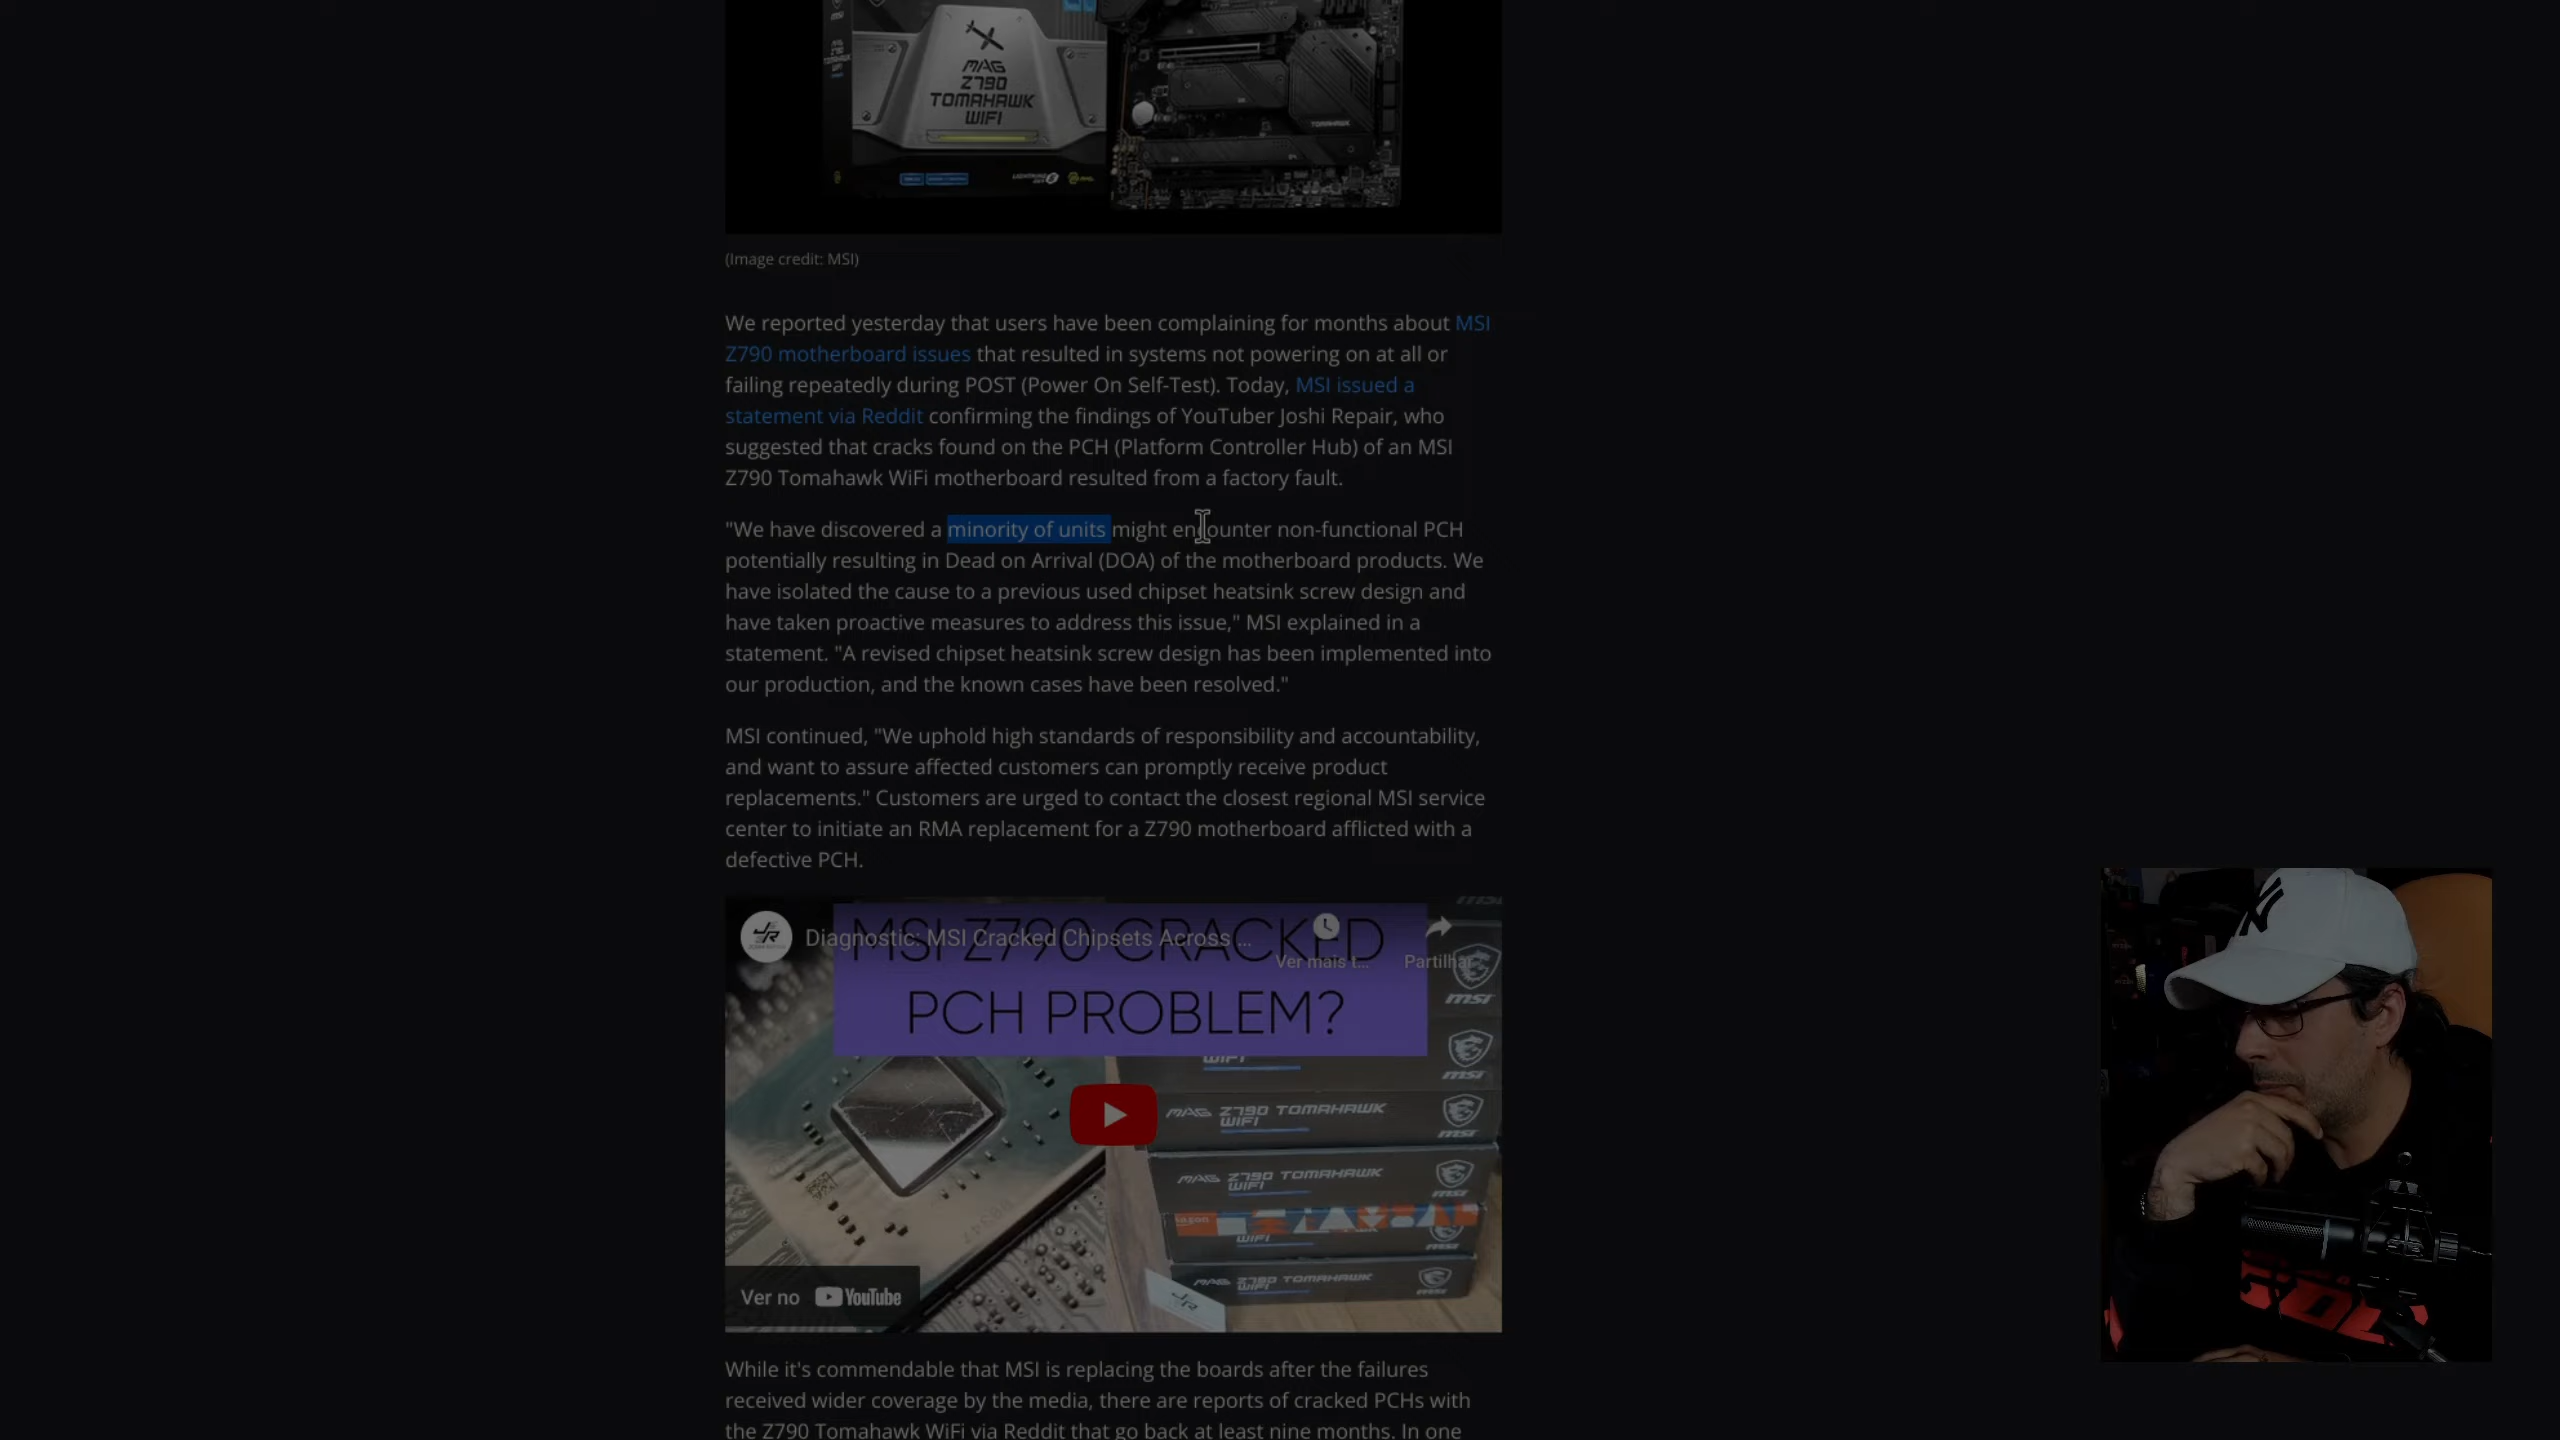 MAG
Z790
TOMAHAWK
WIFI
TOMAHAWK
(Image credit: MSI)
We reported yesterday that users have been complaining for months about MSI
Z790 motherboard issues that resulted in systems not powering on at all or
failing repeatedly during POST (Power On Self-Test). Today, MSI issued a
statement via Reddit confirming the findings of YouTuber Joshi Repair, who
suggested that cracks found on the PCH (Platform Controller Hub) of an MSI
Z790 Tomahawk WiFi motherboard resulted from a factory fault.
"We have discovered a minority of units might encounter non-functional PCH
potentially resulting in Dead on Arrival (DOA) of the motherboard products. We
have isolated the cause to a previous used chipset heatsink screw design and
have taken proactive measures to address this issue," MSI explained in a
statement. "A revised chipset heatsink screw design has been implemented into
our production, and the known cases have been resolved."
MSI continued, "We uphold high standards of responsibility and accountability,
and want to assure affected customers can promptly receive product
replacements." Customers are urged to contact the closest regional MSI service
center to initiate an RMA replacement for a Z790 motherboard afflicted with a
defective PCH.
MSI Z790 CRACKED
PCH PROBLEM?
JR
Diagnostic: MSI Cracked Chipsets Across ...
Ver mais t...
Partilhar
msi
WIFI
msi
MAG Z790 TOMAHAWK
WIFI
msi
MAG Z790 TOMAHAWK
WIFI
msi
WIFI
MAG Z790 TOMAHAWK
WIFI
JR
Ver no YouTube
While it's commendable that MSI is replacing the boards after the failures
received wider coverage by the media, there are reports of cracked PCHs with
the Z790 Tomahawk WiFi via Reddit that go back at least nine months. In one